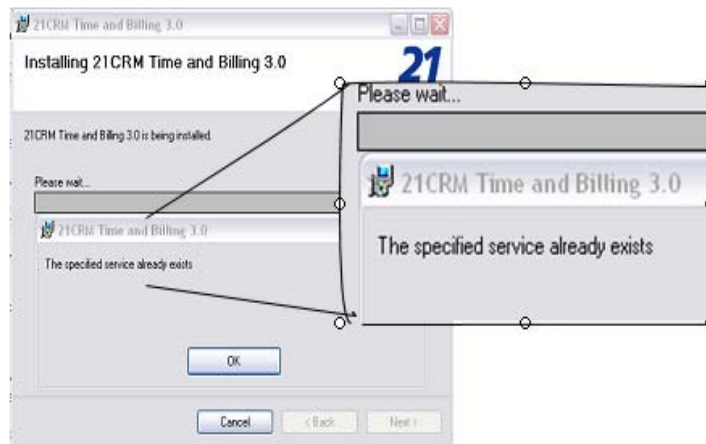 21CRM Time and Billing 3.0
Installing 21CRM Time and Billing 3.0
21
21CRM Time and Billing 3.0 is being installed.
Please wait...
21CRM Time and Billing 3.0
The specified service already exists
OK
Cancel
< Back
Next >
Please wait...
21CRM Time and Billing 3.0
The specified service already exists